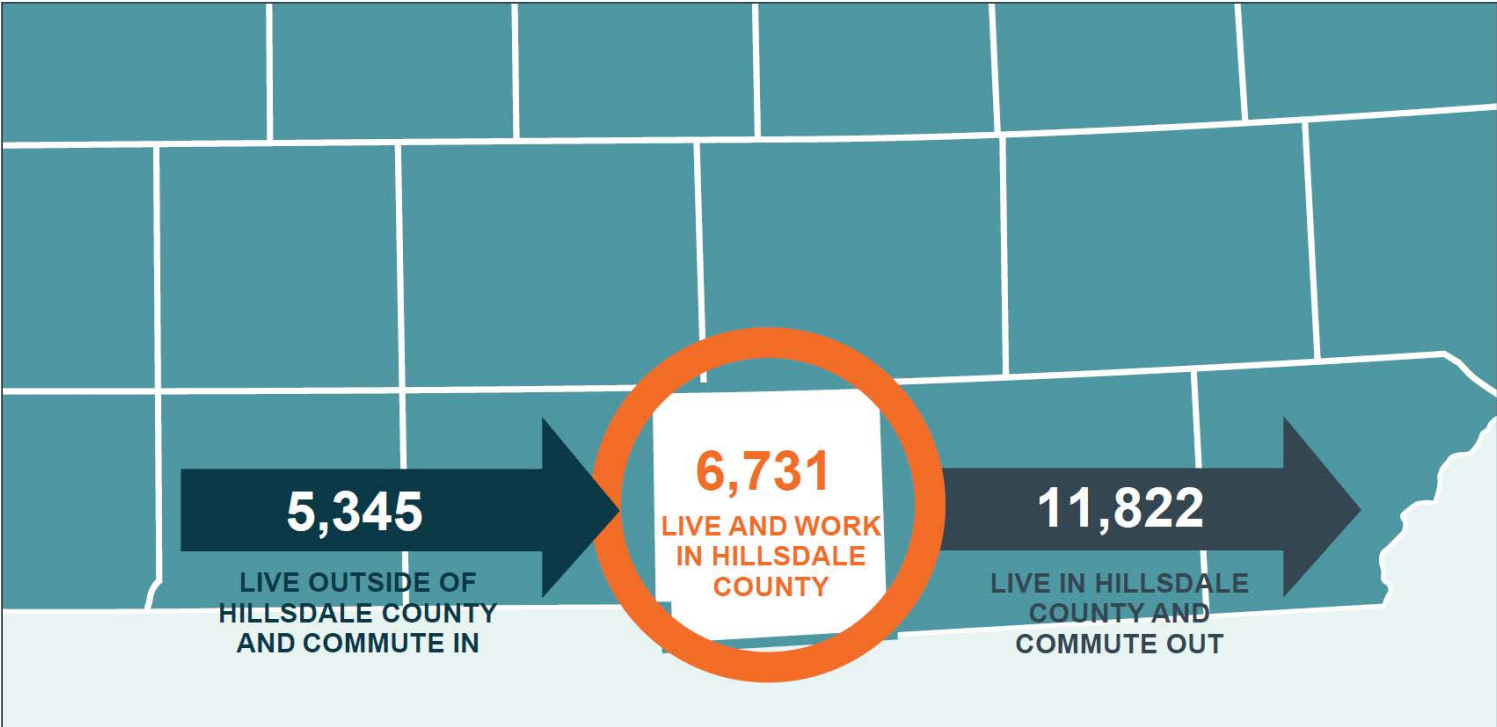 5,345
LIVE OUTSIDE OF
HILLSDALE COUNTY
AND COMMUTE IN
6,731
LIVE AND WORK
IN HILLSDALE
COUNTY
11,822
LIVE IN HILLSDALE
COUNTY AND
COMMUTE OUT